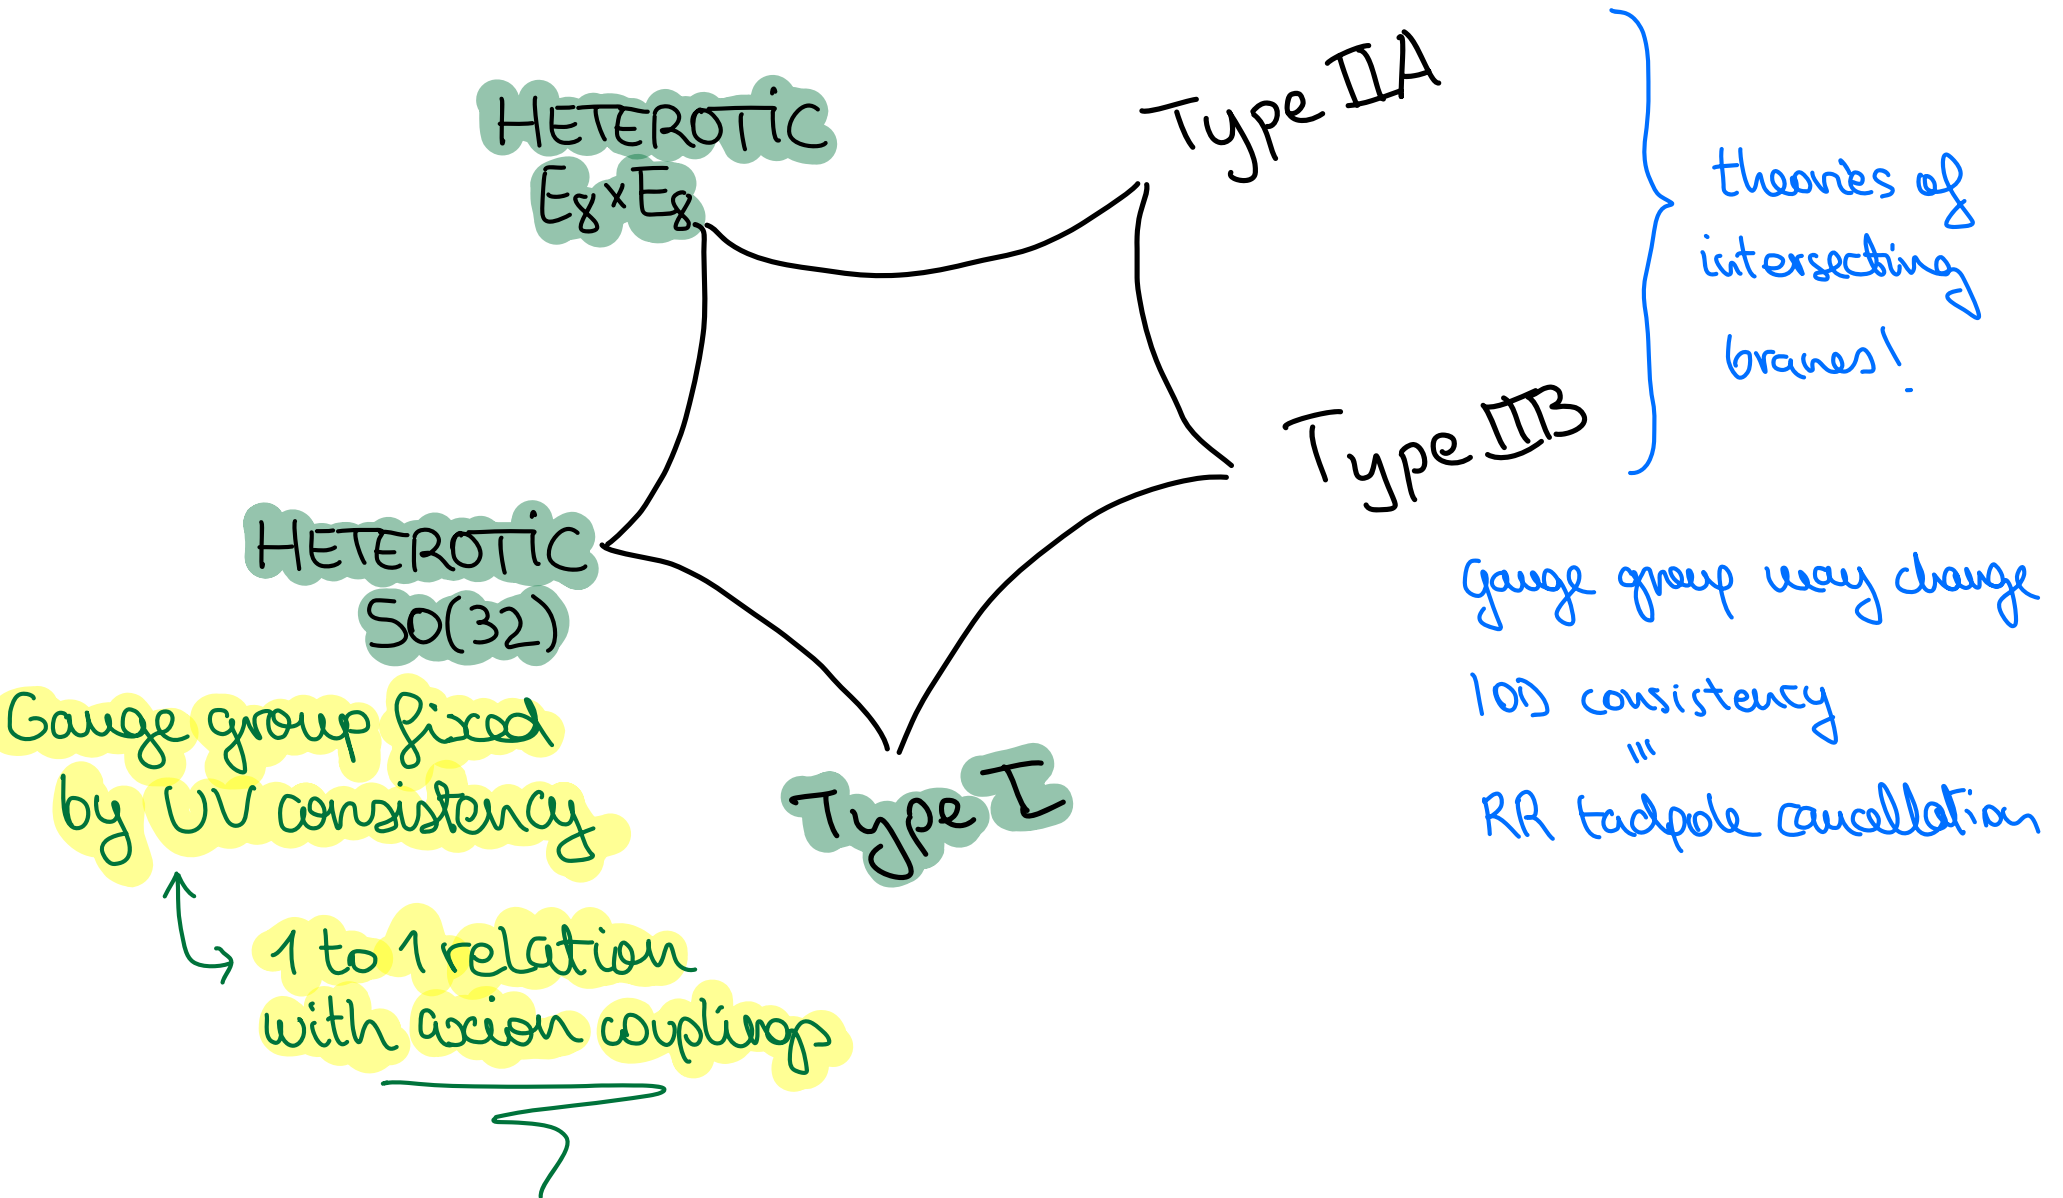 HETEROTIC
E8×E8
Type IIA
theories of
intersecting
branes!
Type IIB
HETEROTIC
SO(32)
Type I
gauge group may change
10D consistency
"
RR tadpole cancellation
Gauge group fixed
by UV consistency
1 to 1 relation
with axion couplings